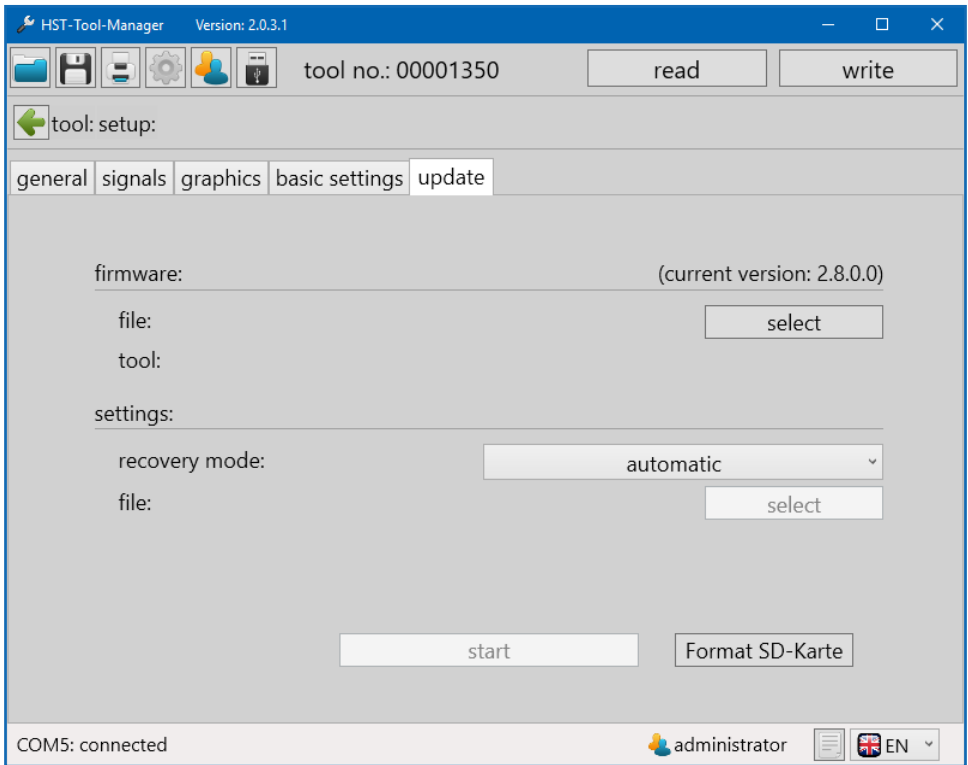 HST-Tool-Manager Version: 2.0.3.1
tool no.: 00001350 read write
tool: setup:
general signals graphics basic settings update
firmware: (current version: 2.8.0.0)
file: select
tool:
settings:
recovery mode: automatic
file: select
start Format SD-Karte
COM5: connected administrator EN